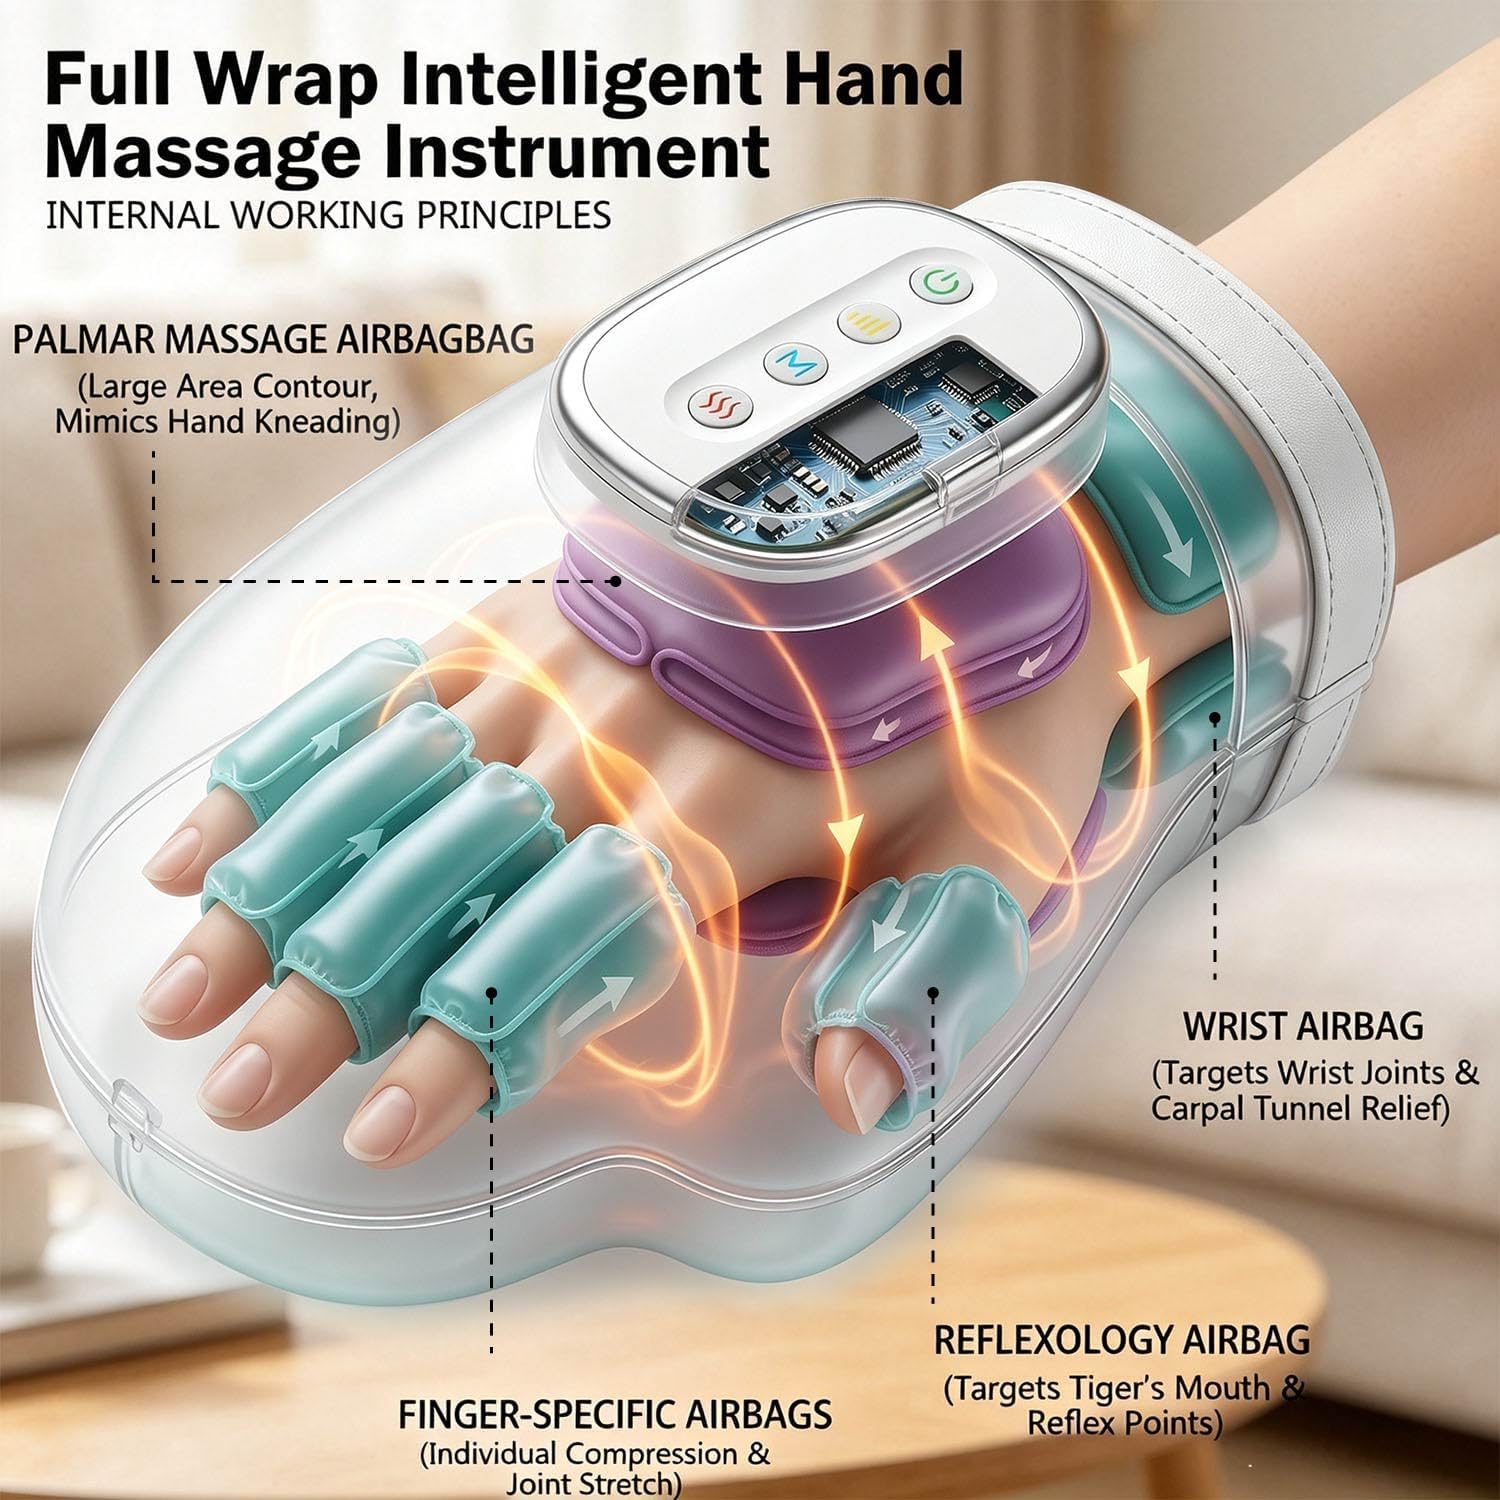 Full Wrap Intelligent Hand
Massage Instrument
INTERNAL WORKING PRINCIPLES
PALMAR MASSAGE AIRBAGBAG
(Large Area Contour,
Mimics Hand Kneading)
M
WRIST AIRBAG
(Targets Wrist Joints &
Carpal Tunnel Relief)
REFLEXOLOGY AIRBAG
(Targets Tiger's Mouth &
Reflex Points)
FINGER-SPECIFIC AIRBAGS
(Individual Compression &
Joint Stretch)